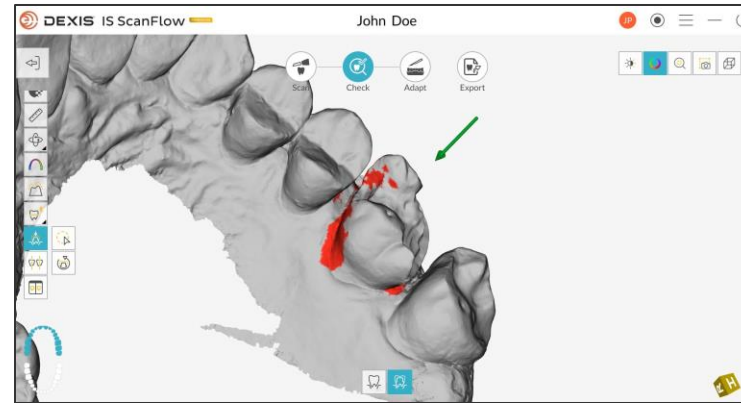 DEXIS IS ScanFlow
John Doe
JP
Scan
Check
Adapt
Export
H